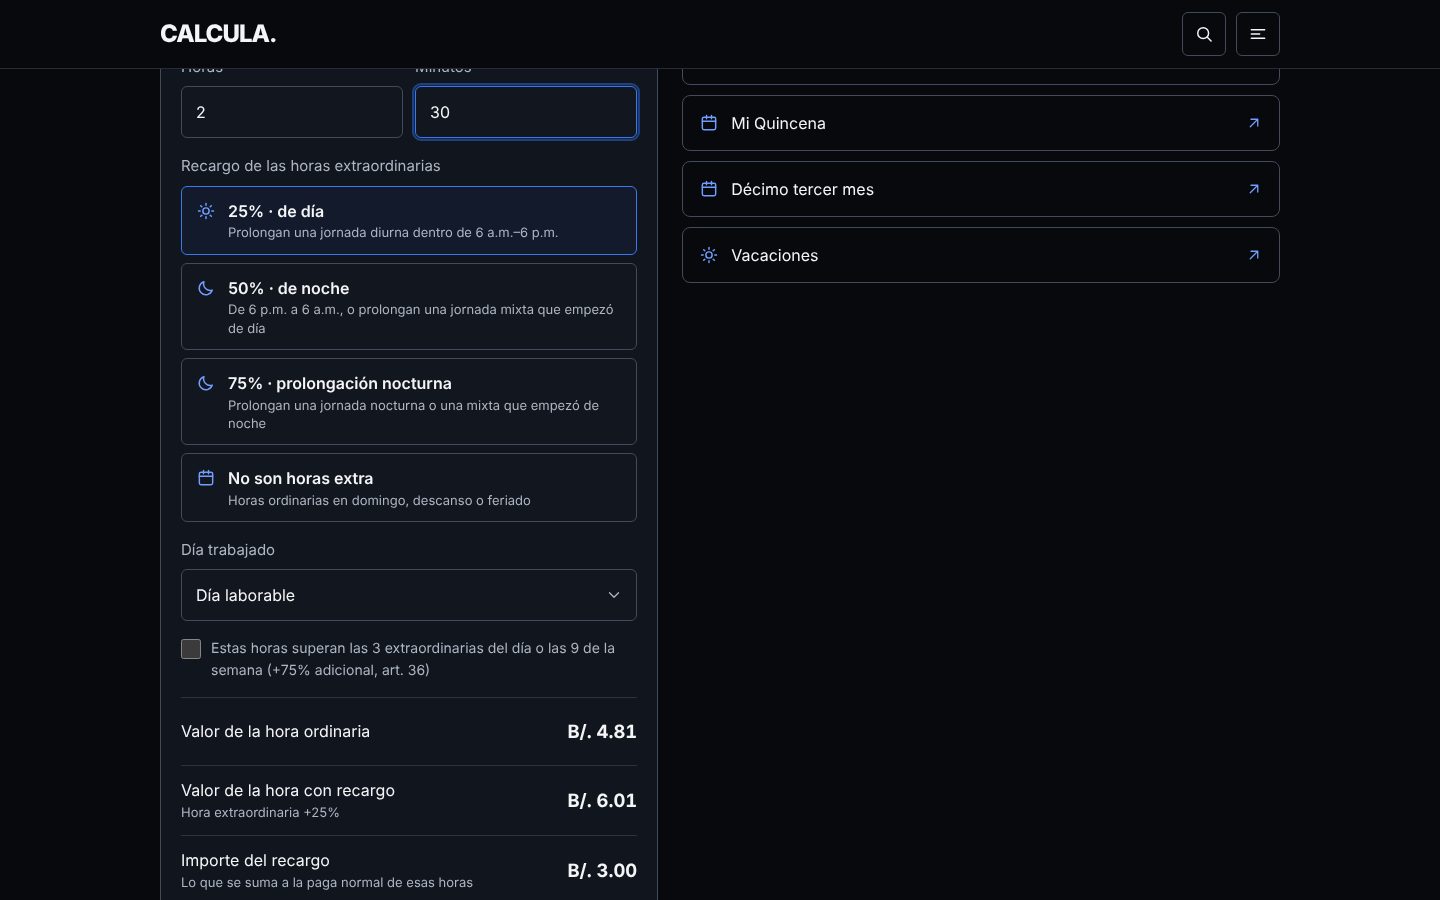 CALCULA.
Horas
Minutos
2
30
Recargo de las horas extraordinarias
25% · de día
Prolongan una jornada diurna dentro de 6 a.m.–6 p.m.
50% · de noche
De 6 p.m. a 6 a.m., o prolongan una jornada mixta que empezó
de día
75% · prolongación nocturna
Prolongan una jornada nocturna o una mixta que empezó de
noche
No son horas extra
Horas ordinarias en domingo, descanso o feriado
Día trabajado
Día laborable
Estas horas superan las 3 extraordinarias del día o las 9 de la
semana (+75% adicional, art. 36)
Valor de la hora ordinaria
B/. 4.81
Valor de la hora con recargo
Hora extraordinaria +25%
B/. 6.01
Importe del recargo
Lo que se suma a la paga normal de esas horas
B/. 3.00
Mi Quincena
Décimo tercer mes
Vacaciones